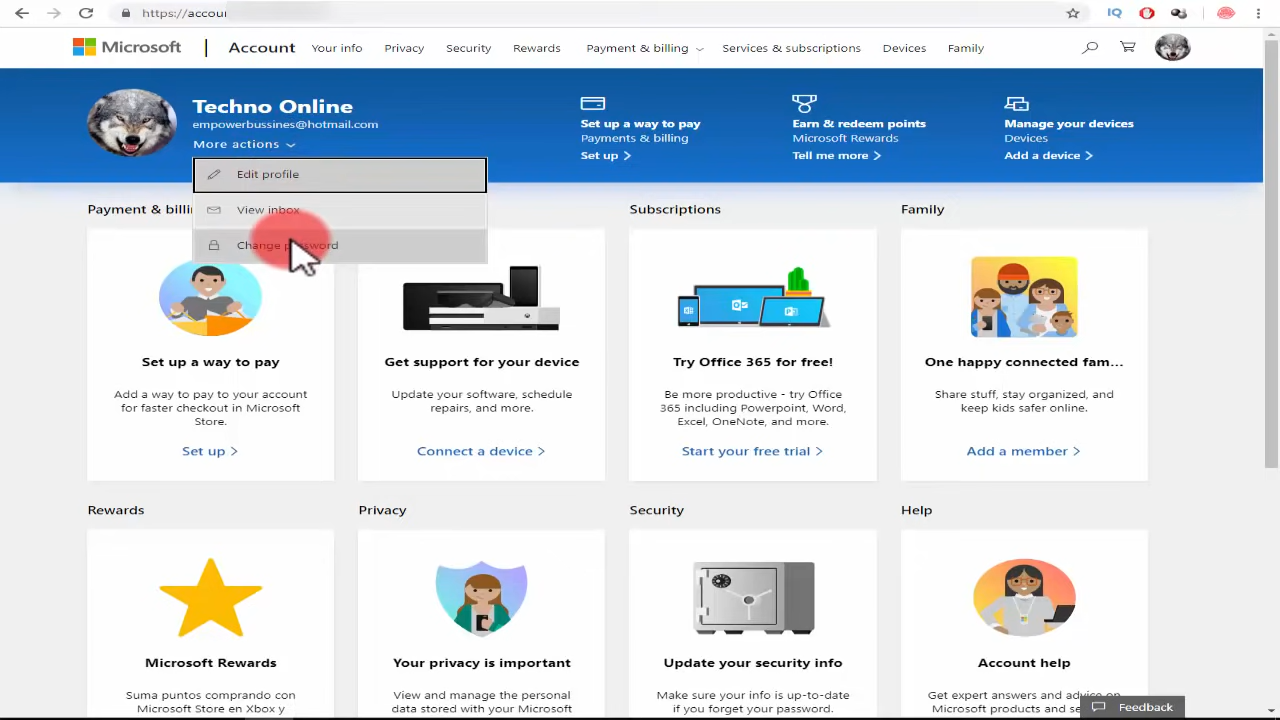 https://accou
Microsoft
Account
Your info
Privacy
Security
Rewards
Payment & billing
Services & subscriptions
Devices
Family
Techno Online
empowerbussines@hotmail.com
More actions
Set up a way to pay
Payments & billing
Set up
Earn & redeem points
Microsoft Rewards
Tell me more
Manage your devices
Devices
Add a device
Edit profile
View inbox
Change password
Payment & billi
Subscriptions
Family
Set up a way to pay
Add a way to pay to your account
for faster checkout in Microsoft
Store.
Set up
Get support for your device
Update your software, schedule
repairs, and more.
Connect a device
Try Office 365 for free!
Be more productive - try Office
365 including Powerpoint, Word,
Excel, OneNote, and more.
Start your free trial
One happy connected fam...
Share stuff, stay organized, and
keep kids safer online.
Add a member
Rewards
Privacy
Security
Help
Microsoft Rewards
Suma puntos comprando con
Microsoft Store en Xbox y
Your privacy is important
View and manage the personal
data stored with your Microsoft
Update your security info
Make sure your info is up-to-date
if you forget your password.
Account help
Get expert answers and advice on
Microsoft products and se
Feedback